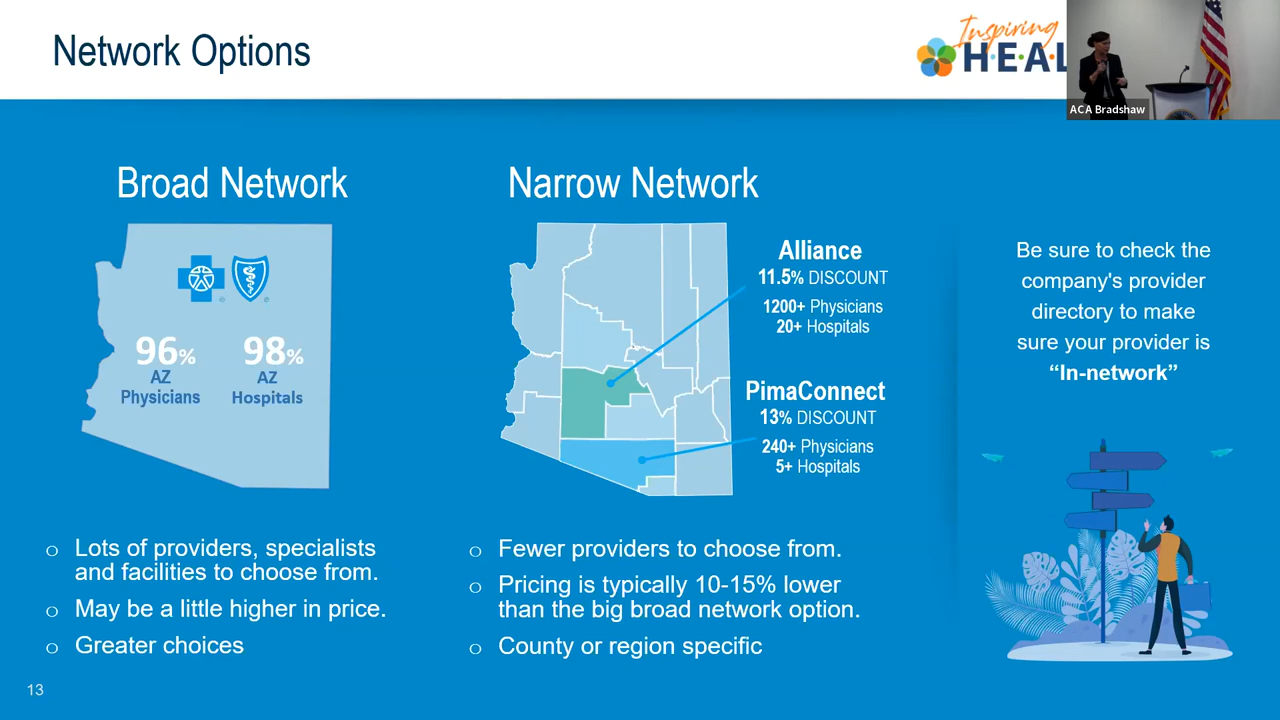 Network Options
Inspiring
H·E·A·L
ACA Bradshaw
Broad Network
96%
AZ
Physicians
98%
AZ
Hospitals
Lots of providers, specialists
and facilities to choose from.
May be a little higher in price.
Greater choices
Narrow Network
Alliance
11.5% DISCOUNT
1200+ Physicians
20+ Hospitals
PimaConnect
13% DISCOUNT
240+ Physicians
5+ Hospitals
Fewer providers to choose from.
Pricing is typically 10-15% lower
than the big broad network option.
County or region specific
Be sure to check the
company's provider
directory to make
sure your provider is
“In-network”
13